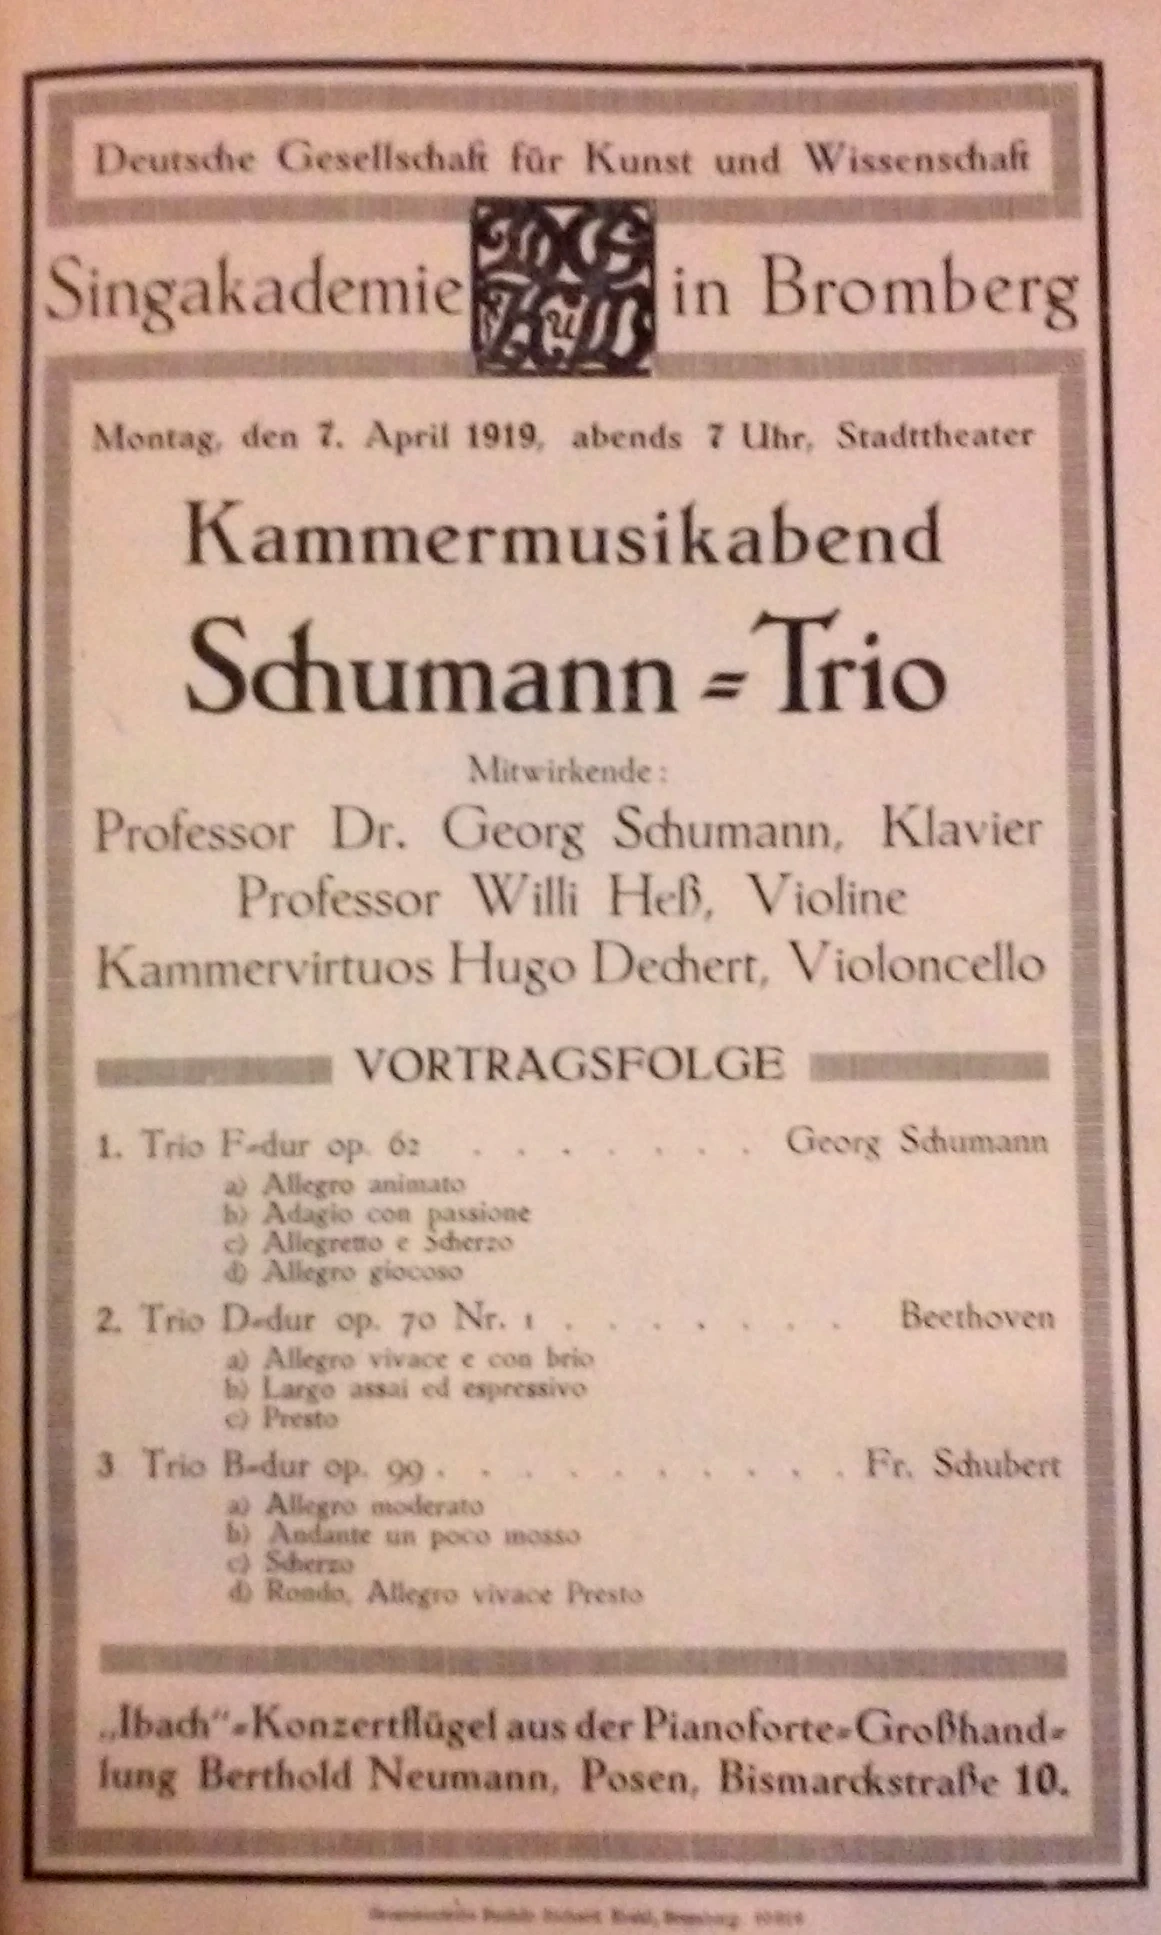 Deutsche Gesellschaft für Kunst und Wissenschaft
Singakademie DGKuW in Bromberg
Montag, den 7. April 1919, abends 7 Uhr, Stadttheater
Kammermusikabend
Schumann=Trio
Mitwirkende:
Professor Dr. Georg Schumann, Klavier
Professor Willi Heß, Violine
Kammervirtuos Hugo Dechert, Violoncello
VORTRAGSFOLGE
1. Trio F=dur op. 62 . . . . . . . Georg Schumann
a) Allegro animato
b) Adagio con passione
c) Allegretto e Scherzo
d) Allegro giocoso
2. Trio D=dur op. 70 Nr. 1 . . . . . . . Beethoven
a) Allegro vivace e con brio
b) Largo assai ed espressivo
c) Presto
3 Trio B=dur op. 99 . . . . . . . . . . Fr. Schubert
a) Allegro moderato
b) Andante un poco mosso
c) Scherzo
d) Rondo, Allegro vivace Presto
„Ibach“=Konzertflügel aus der Pianoforte=Großhand=
lung Berthold Neumann, Posen, Bismarckstraße 10.
Bromberg